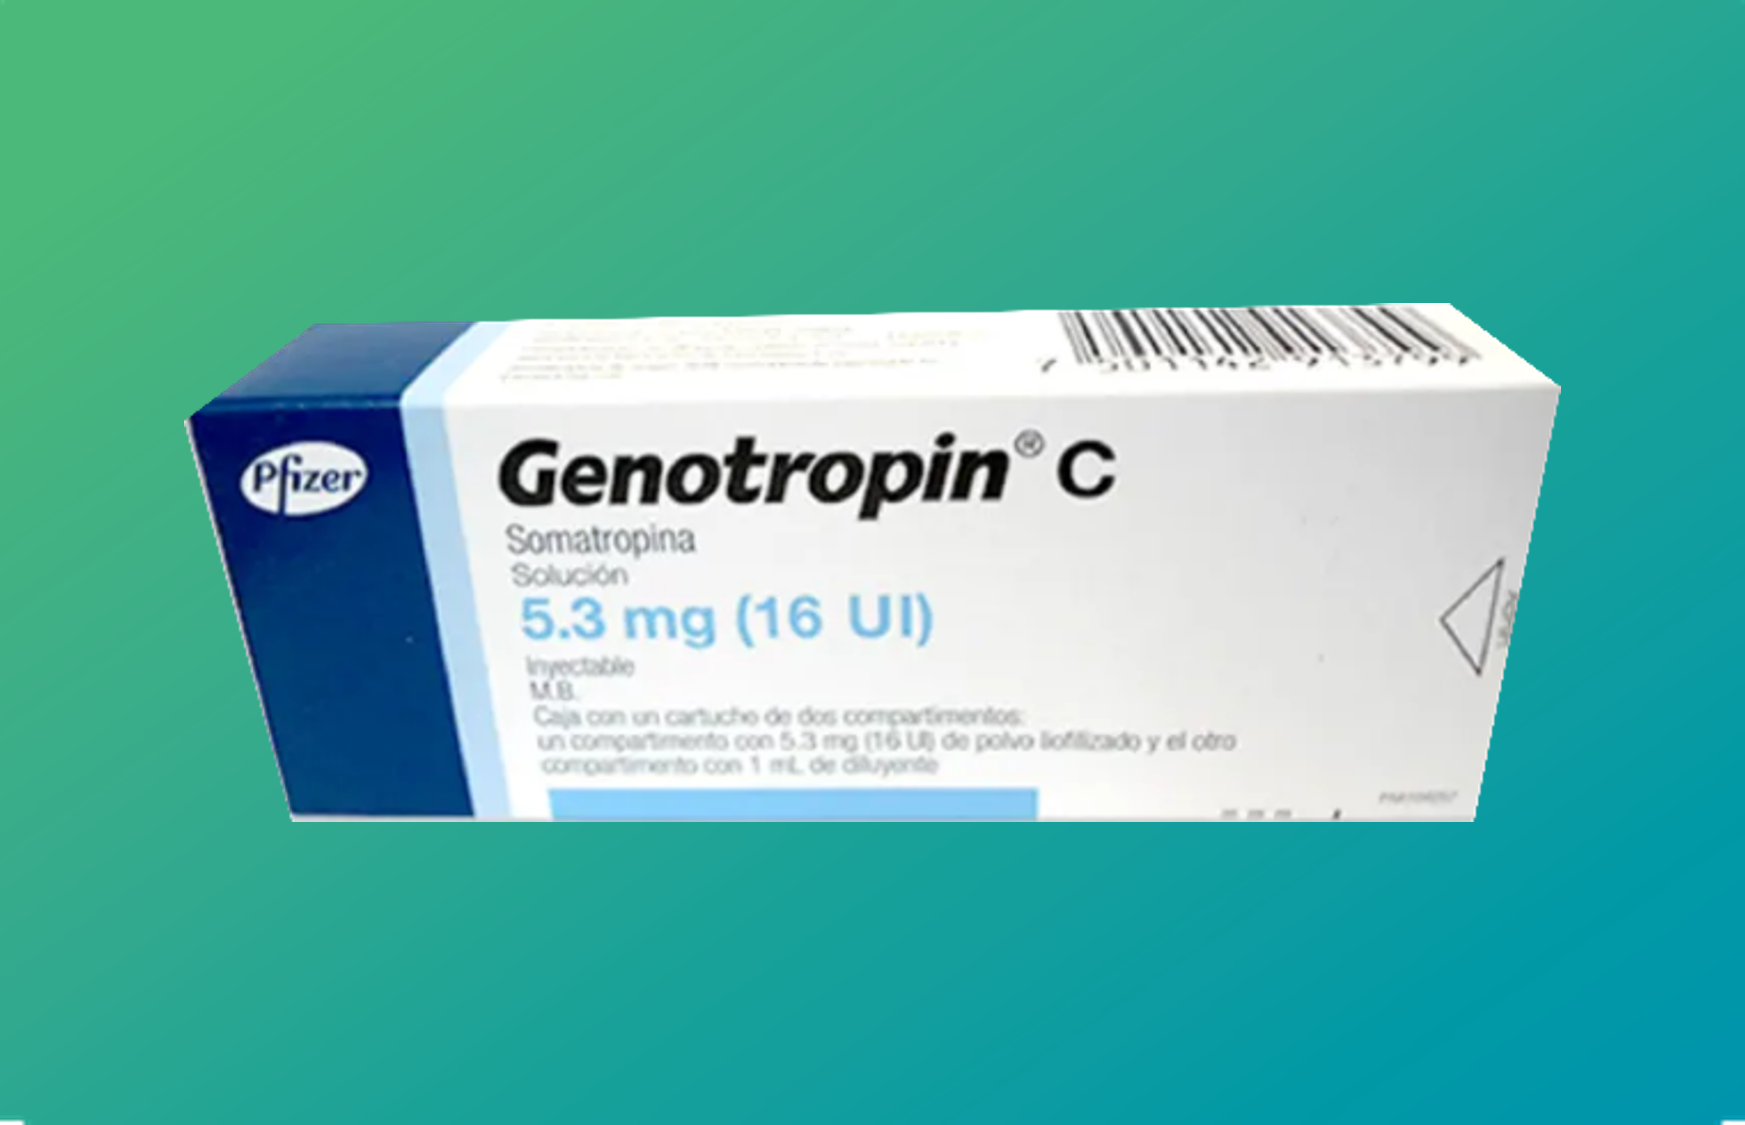 Pfizer
Genotropin® C
Somatropina
Solución
5.3 mg (16 UI)
Inyectable
M.B.
Caja con un cartucho de dos compartimentos:
un compartimento con 5.3 mg (16 UI) de polvo liofilizado y el otro
compartimento con 1 mL de diluyente